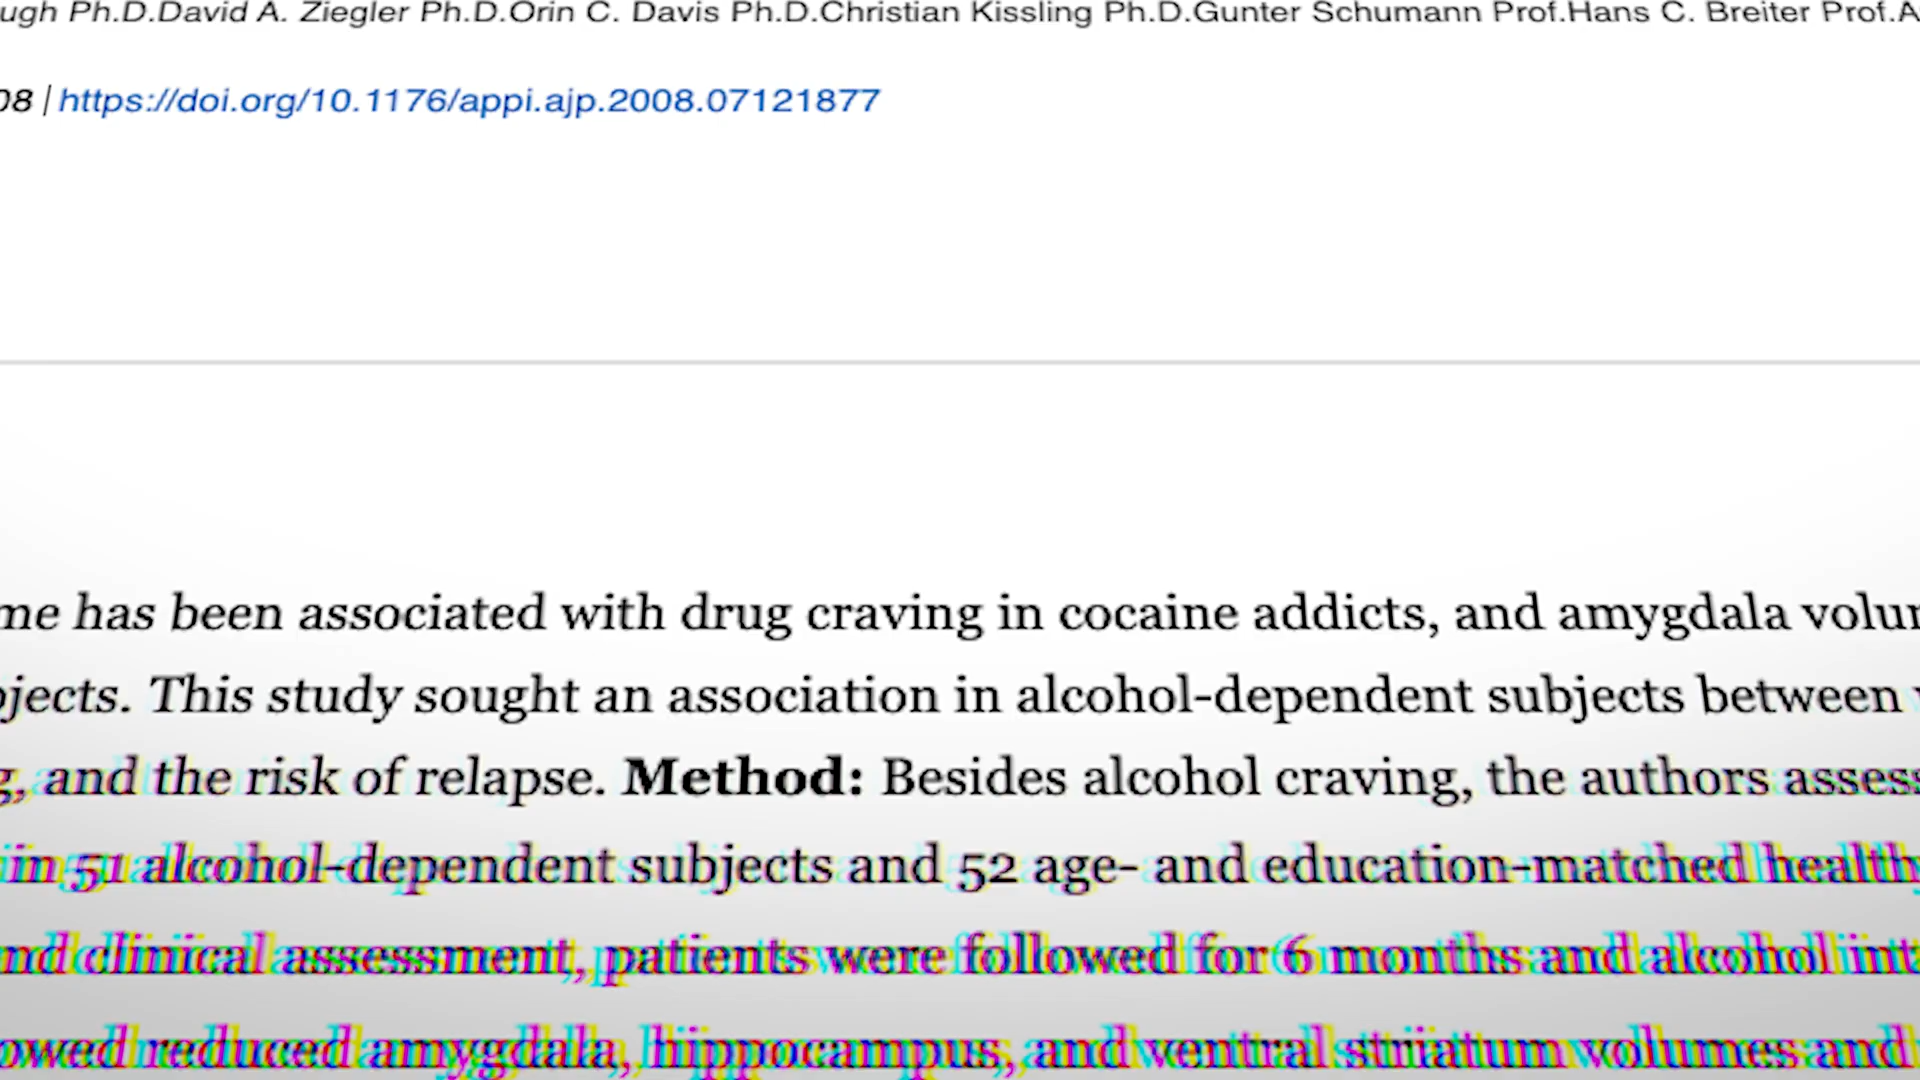 ugh Ph.D.David A. Ziegler Ph.D.Orin C. Davis Ph.D.Christian Kissling Ph.D.Gunter Schumann Prof.Hans C. Breiter Prof.A
08 | https://doi.org/10.1176/appi.ajp.2008.07121877
me has been associated with drug craving in cocaine addicts, and amygdala volu
jects. This study sought an association in alcohol-dependent subjects between
g, and the risk of relapse. Method: Besides alcohol craving, the authors assess
in 51 alcohol-dependent subjects and 52 age- and education-matched healthy
nd clinical assessment, patients were followed for 6 months and alcohol int
owed reduced amygdala, hippocampus, and ventral striatum volumes and